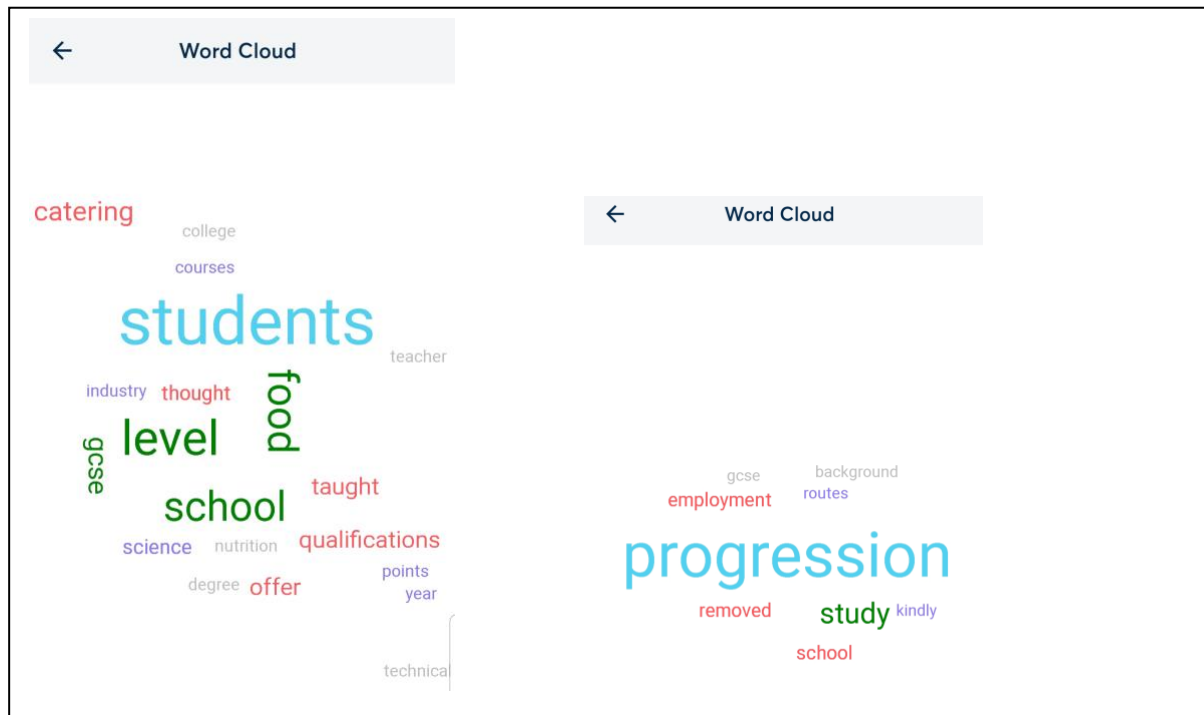 Word Cloud
catering
college
courses
students
teacher
industry thought
food
level
gcse
school
taught
science nutrition qualifications
degree offer
points
year
technical
Word Cloud
gcse background
employment routes
progression
removed study kindly
school